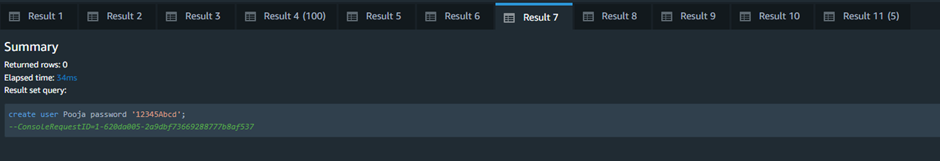 Result 1 Result 2 Result 3 Result 4 (100) Result 5 Result 6 Result 7 Result 8 Result 9 Result 10 Result 11 (5)
Summary
Returned rows: 0
Elapsed time: 34ms
Result set query:
create user Pooja password '12345Abcd';
--ConsoleRequestID=1-620da005-2a9dbf73669288777b8af537